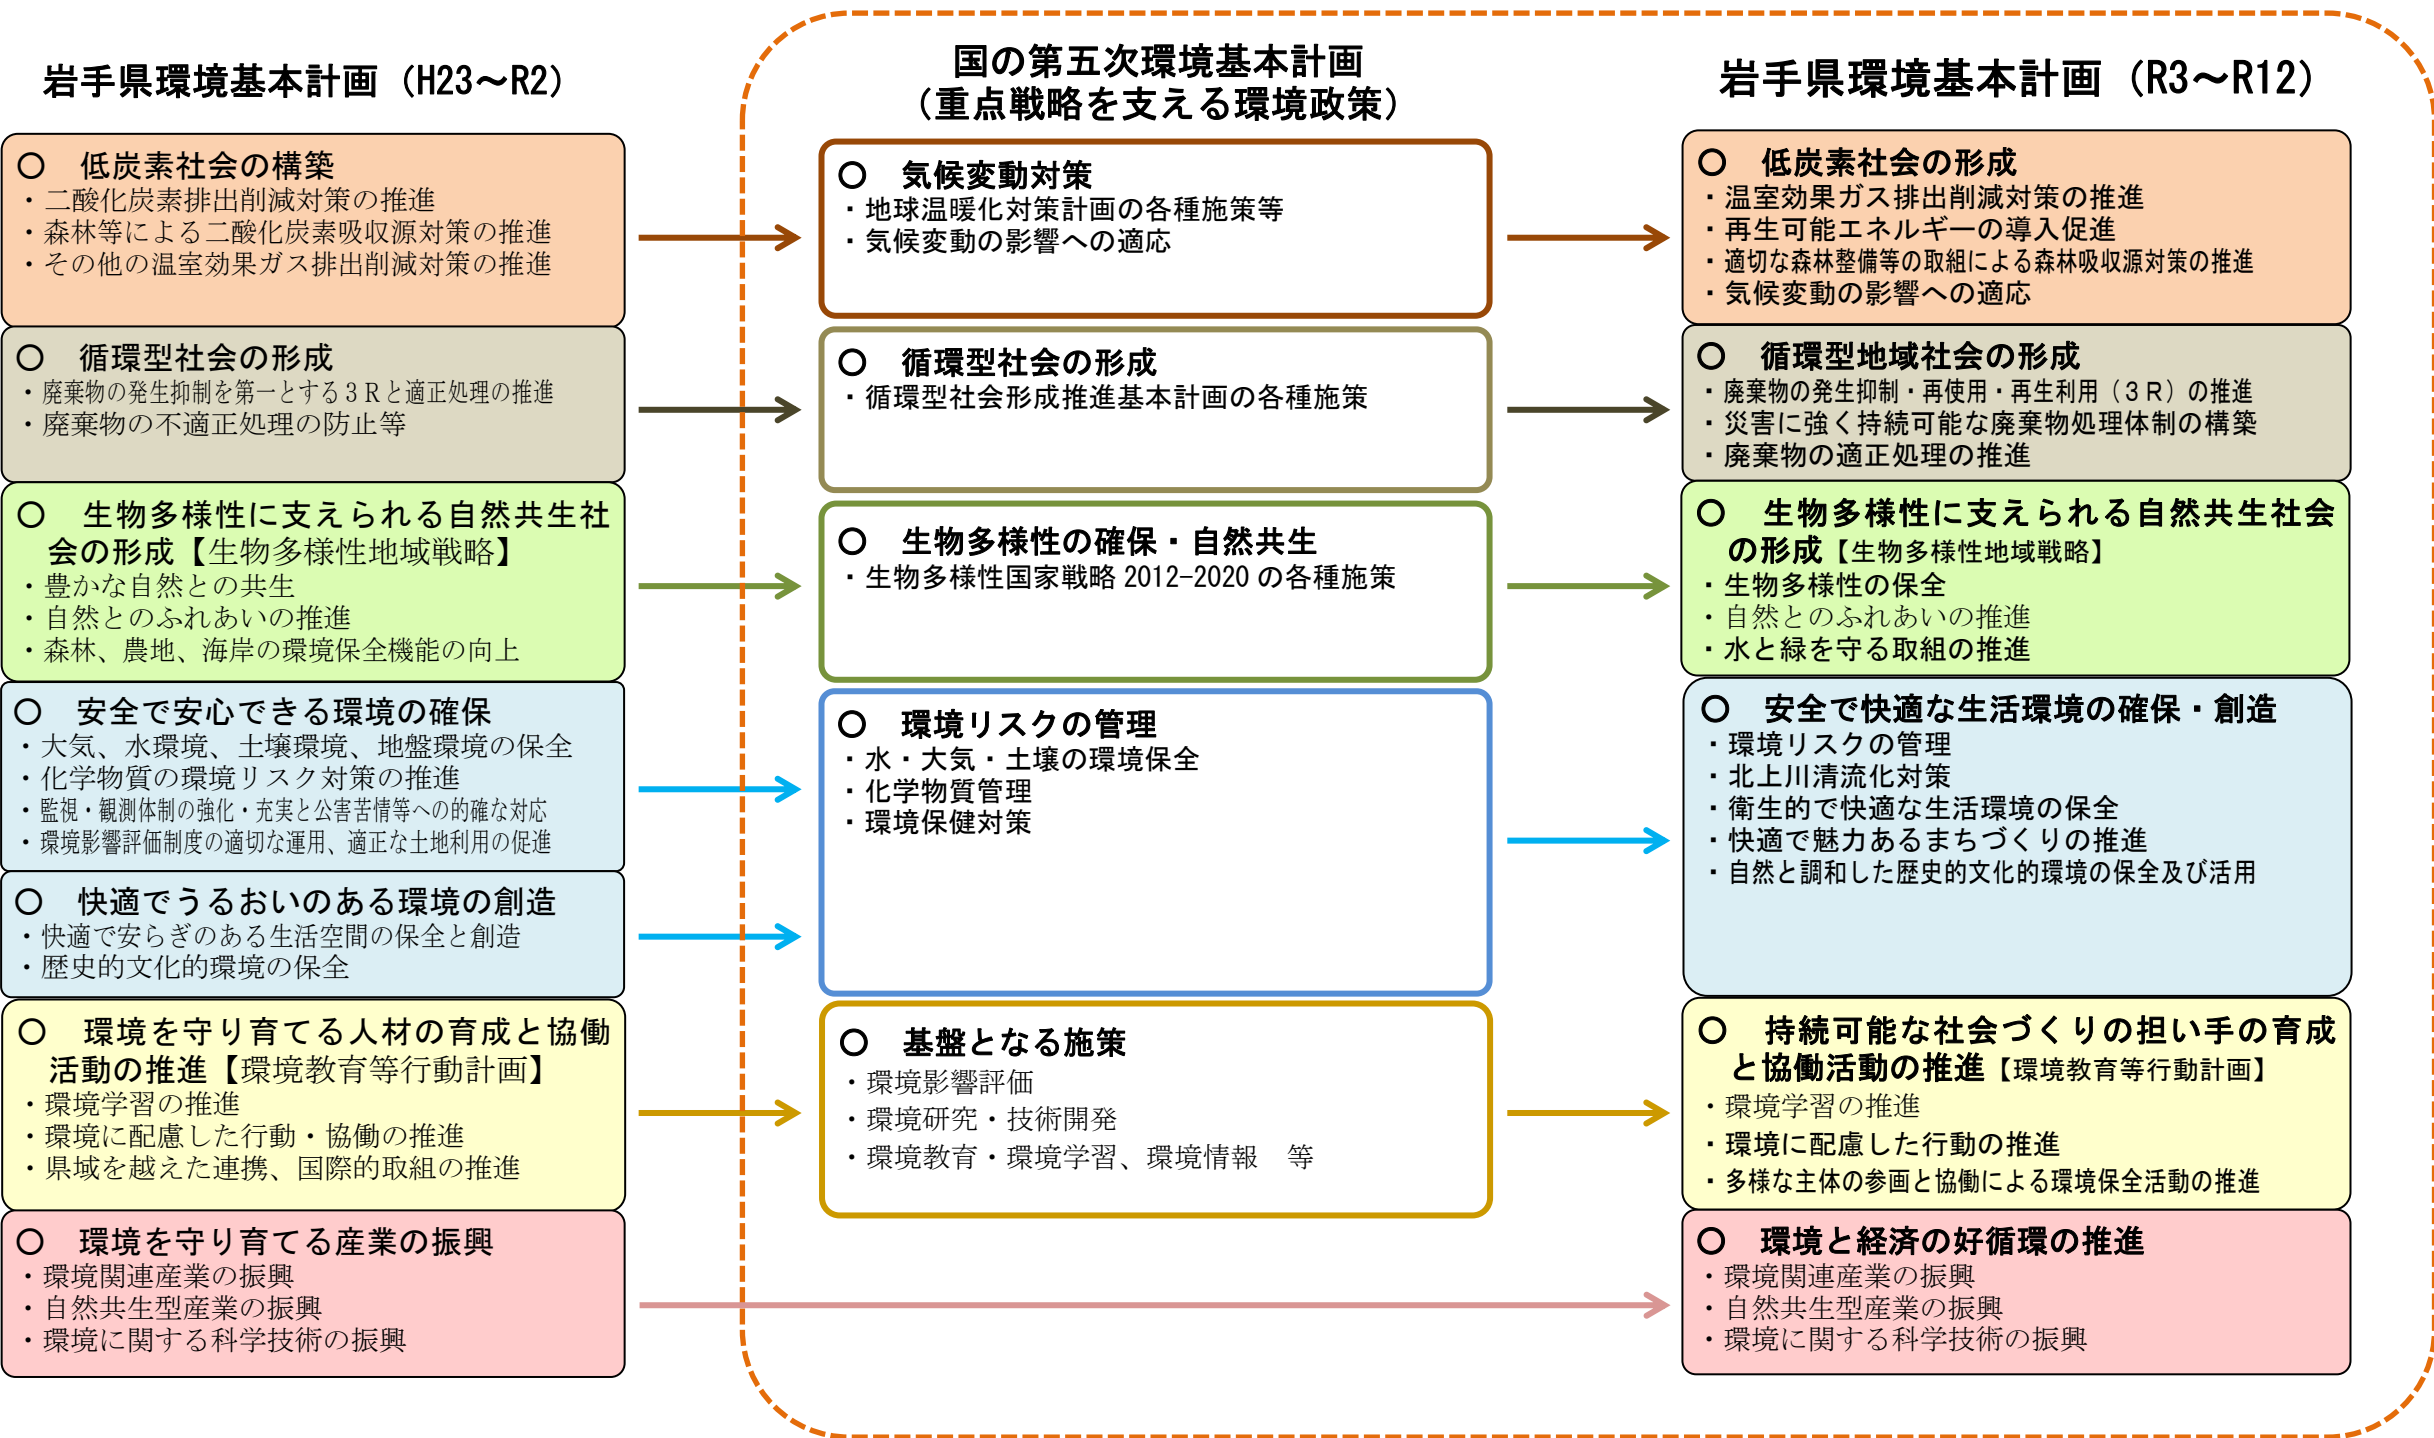 岩手県環境基本計画（H23～R2）
〇　低炭素社会の構築
・二酸化炭素排出削減対策の推進
・森林等による二酸化炭素吸収源対策の推進
・その他の温室効果ガス排出削減対策の推進
〇　循環型社会の形成
・廃棄物の発生抑制を第一とする３Ｒと適正処理の推進
・廃棄物の不適正処理の防止等
〇　生物多様性に支えられる自然共生社
会の形成【生物多様性地域戦略】
・豊かな自然との共生
・自然とのふれあいの推進
・森林、農地、海岸の環境保全機能の向上
〇　安全で安心できる環境の確保
・大気、水環境、土壌環境、地盤環境の保全
・化学物質の環境リスク対策の推進
・監視・観測体制の強化・充実と公害苦情等への的確な対応
・環境影響評価制度の適切な運用、適正な土地利用の促進
〇　快適でうるおいのある環境の創造
・快適で安らぎのある生活空間の保全と創造
・歴史的文化的環境の保全
〇　環境を守り育てる人材の育成と協働
活動の推進【環境教育等行動計画】
・環境学習の推進
・環境に配慮した行動・協働の推進
・県域を越えた連携、国際的取組の推進
〇　環境を守り育てる産業の振興
・環境関連産業の振興
・自然共生型産業の振興
・環境に関する科学技術の振興
国の第五次環境基本計画
（重点戦略を支える環境政策）
〇　気候変動対策
・地球温暖化対策計画の各種施策等
・気候変動の影響への適応
〇　循環型社会の形成
・循環型社会形成推進基本計画の各種施策
〇　生物多様性の確保・自然共生
・生物多様性国家戦略 2012-2020 の各種施策
〇　環境リスクの管理
・水・大気・土壌の環境保全
・化学物質管理
・環境保健対策
〇　基盤となる施策
・環境影響評価
・環境研究・技術開発
・環境教育・環境学習、環境情報　等
岩手県環境基本計画（R3～R12）
〇　低炭素社会の形成
・温室効果ガス排出削減対策の推進
・再生可能エネルギーの導入促進
・適切な森林整備等の取組による森林吸収源対策の推進
・気候変動の影響への適応
〇　循環型地域社会の形成
・廃棄物の発生抑制・再使用・再生利用（３Ｒ）の推進
・災害に強く持続可能な廃棄物処理体制の構築
・廃棄物の適正処理の推進
〇　生物多様性に支えられる自然共生社会
の形成【生物多様性地域戦略】
・生物多様性の保全
・自然とのふれあいの推進
・水と緑を守る取組の推進
〇　安全で快適な生活環境の確保・創造
・環境リスクの管理
・北上川清流化対策
・衛生的で快適な生活環境の保全
・快適で魅力あるまちづくりの推進
・自然と調和した歴史的文化的環境の保全及び活用
〇　持続可能な社会づくりの担い手の育成
と協働活動の推進【環境教育等行動計画】
・環境学習の推進
・環境に配慮した行動の推進
・多様な主体の参画と協働による環境保全活動の推進
〇　環境と経済の好循環の推進
・環境関連産業の振興
・自然共生型産業の振興
・環境に関する科学技術の振興